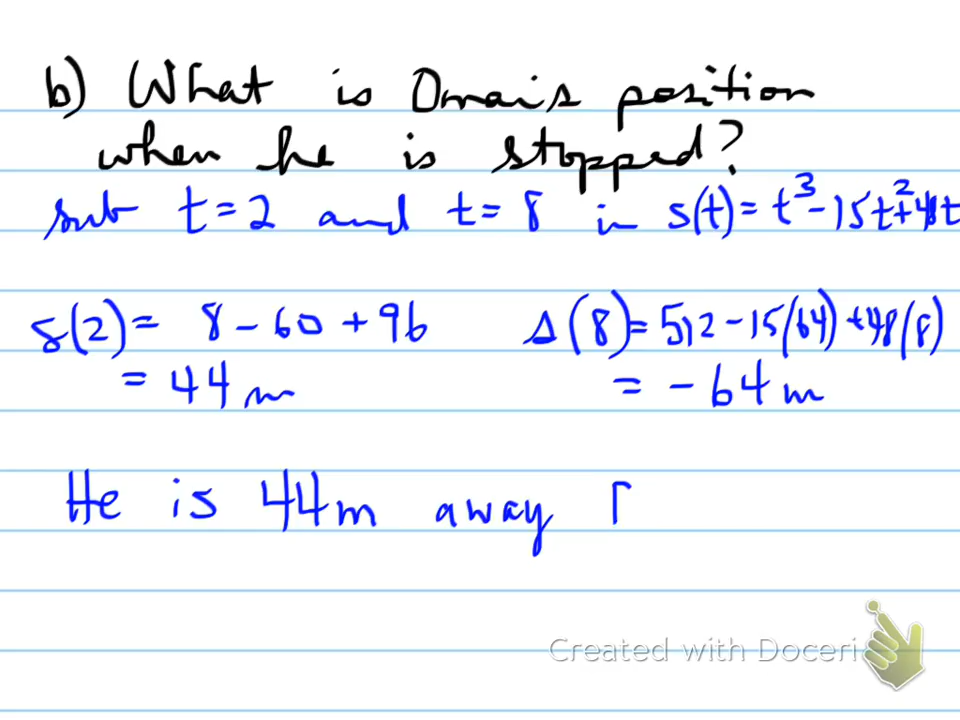 b) What is Omar's position
when he is stopped?
sub t = 2 and t = 8 in s(t) = t³ - 15t² + 48t
s(2) = 8 - 60 + 96
= 44 m
s(8) = 512 - 15(64) + 48(8)
= -64 m
He is 44m away
Created with Doceri